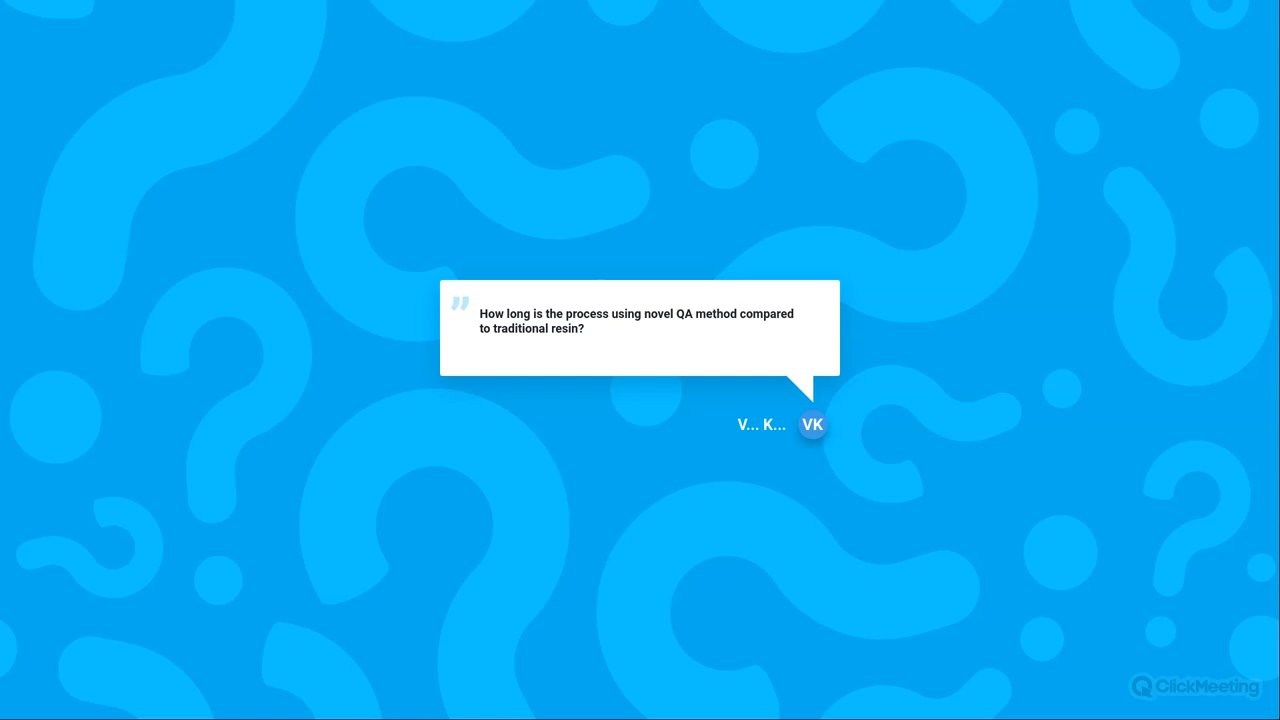 How long is the process using novel QA method compared
to traditional resin?
V... K... VK
ClickMeeting